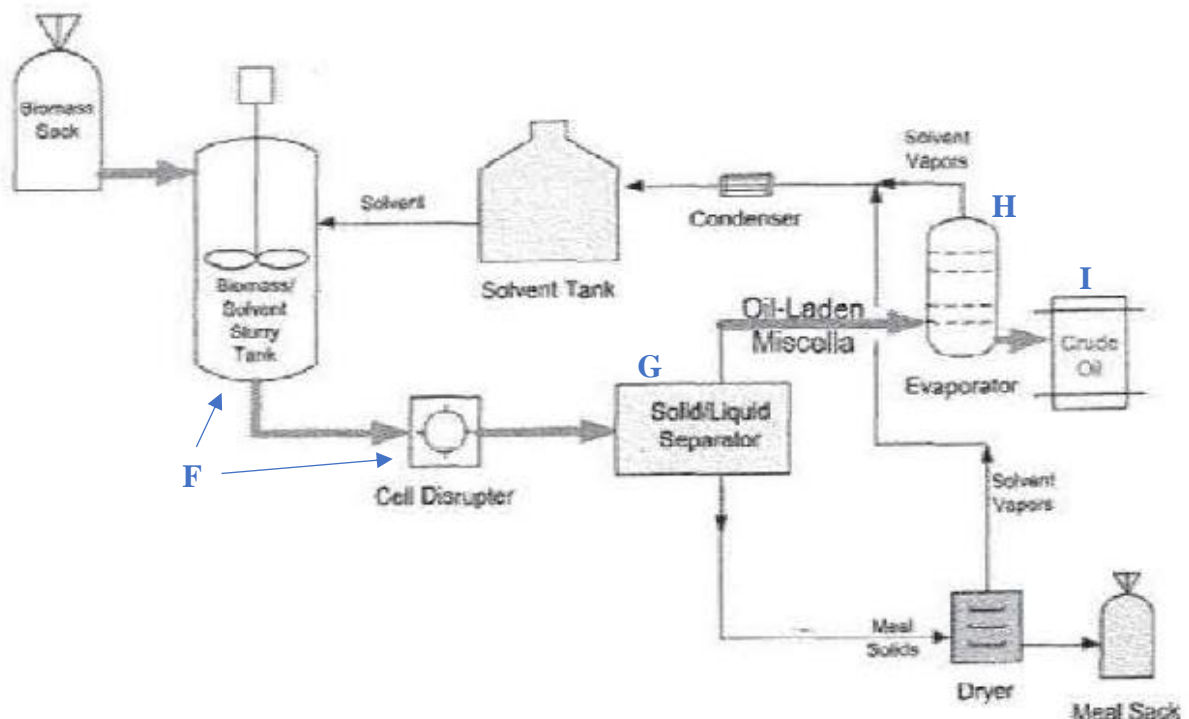 Biomass
Sack
Solvent
Vapors
H
Condenser
Solvent
Solvent Tank
Biomass/
Solvent
Slurry
Tank
Oil-Laden
Miscella
I
Crude
Oil
Evaporator
G
Solid/Liquid
Separator
F
Cell Disrupter
Solvent
Vapors
Meal
Solids
Dryer
Meal Sack